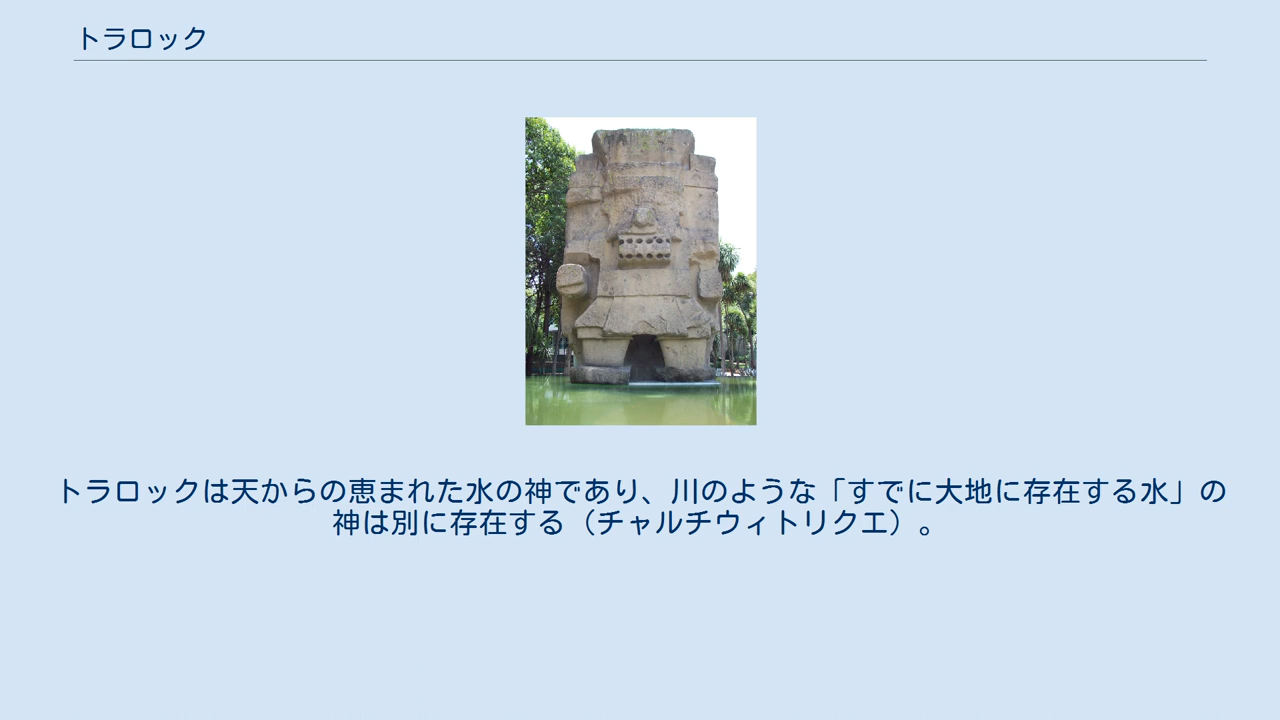 トラロック
トラロックは天からの恵まれた水の神であり、川のような「すでに大地に存在する水」の
神は別に存在する（チャルチウィトリクエ）。